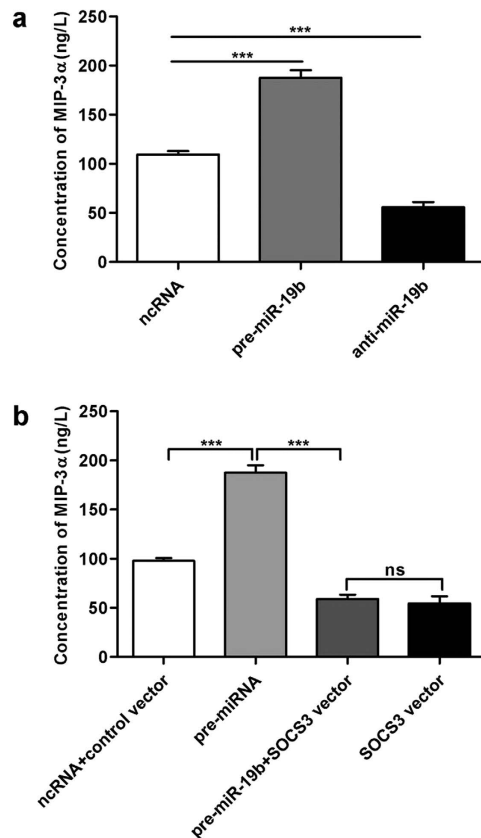 a
Concentration of MIP-3α(ng/L)
250
200
150
100
50
0
***
***
ncRNA
pre-miR-19b
anti-miR-19b
b
Concentration of MIP-3α(ng/L)
250
200
150
100
50
0
***
***
ns
ncRNA+control vector
pre-miRNA
pre-miR-19b+SOCS3 vector
SOCS3 vector